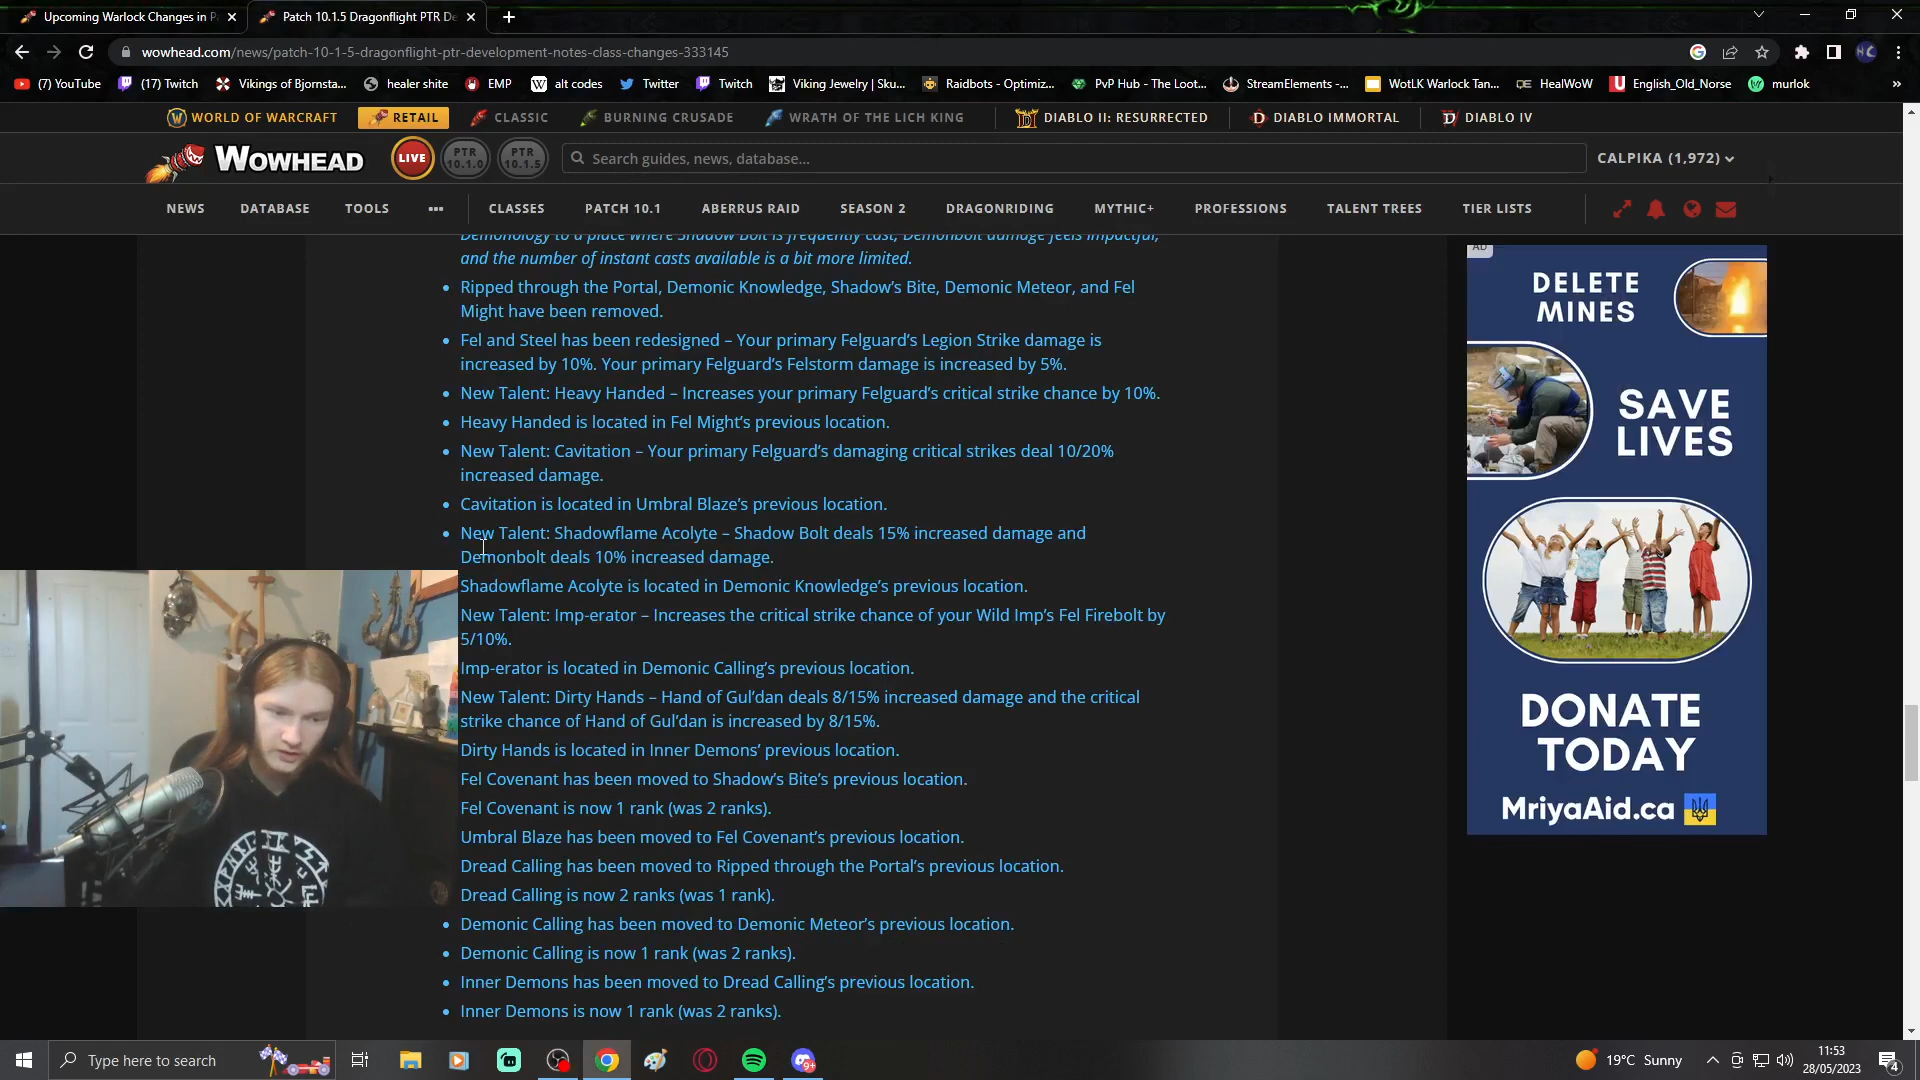 Upcoming Warlock Changes in P
Patch 10.1.5 Dragonflight PTR De
wowhead.com/news/patch-10-1-5-dragonflight-ptr-development-notes-class-changes-333145
(7) YouTube
(17) Twitch
Vikings of Bjornsta...
healer shite
EMP
alt codes
Twitter
Twitch
Viking Jewelry | Sku...
Raidbots - Optimiz...
PvP Hub - The Loot...
StreamElements -...
WotLK Warlock Tan...
HealWoW
English_Old_Norse
murlok
WORLD OF WARCRAFT
RETAIL
CLASSIC
BURNING CRUSADE
WRATH OF THE LICH KING
DIABLO II: RESURRECTED
DIABLO IMMORTAL
DIABLO IV
WOWHEAD
LIVE
PTR
10.1.0
PTR
10.1.5
Search guides, news, database...
CALPIKA (1,972)
NEWS
DATABASE
TOOLS
CLASSES
PATCH 10.1
ABERRUS RAID
SEASON 2
DRAGONRIDING
MYTHIC+
PROFESSIONS
TALENT TREES
TIER LISTS
Demonology to a place where Shadow Bolt is frequently cast, Demonbolt damage feels impactful,
and the number of instant casts available is a bit more limited.
Ripped through the Portal, Demonic Knowledge, Shadow's Bite, Demonic Meteor, and Fel
Might have been removed.
Fel and Steel has been redesigned – Your primary Felguard's Legion Strike damage is
increased by 10%. Your primary Felguard's Felstorm damage is increased by 5%.
New Talent: Heavy Handed – Increases your primary Felguard's critical strike chance by 10%.
Heavy Handed is located in Fel Might's previous location.
New Talent: Cavitation – Your primary Felguard's damaging critical strikes deal 10/20%
increased damage.
Cavitation is located in Umbral Blaze's previous location.
New Talent: Shadowflame Acolyte – Shadow Bolt deals 15% increased damage and
Demonbolt deals 10% increased damage.
Shadowflame Acolyte is located in Demonic Knowledge's previous location.
New Talent: Imp-erator – Increases the critical strike chance of your Wild Imp's Fel Firebolt by
5/10%.
Imp-erator is located in Demonic Calling's previous location.
New Talent: Dirty Hands – Hand of Gul'dan deals 8/15% increased damage and the critical
strike chance of Hand of Gul'dan is increased by 8/15%.
Dirty Hands is located in Inner Demons' previous location.
Fel Covenant has been moved to Shadow's Bite's previous location.
Fel Covenant is now 1 rank (was 2 ranks).
Umbral Blaze has been moved to Fel Covenant's previous location.
Dread Calling has been moved to Ripped through the Portal's previous location.
Dread Calling is now 2 ranks (was 1 rank).
Demonic Calling has been moved to Demonic Meteor's previous location.
Demonic Calling is now 1 rank (was 2 ranks).
Inner Demons has been moved to Dread Calling's previous location.
Inner Demons is now 1 rank (was 2 ranks).
AD
DELETE
MINES
SAVE
LIVES
DONATE
TODAY
MriyaAid.ca
Type here to search
9+
19°C Sunny
11:53
28/05/2023
4